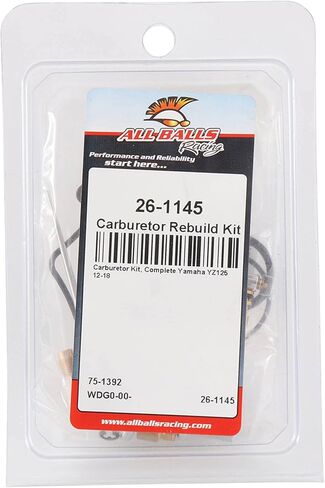 ALL BALLS
Racing
Performance and Reliability
start here...
26-1145
Carburetor Rebuild Kit
Carburetor Kit, Complete Yamaha YZ125
12-18
75-1392
WDG0-00- 26-1145
www.allballsracing.com